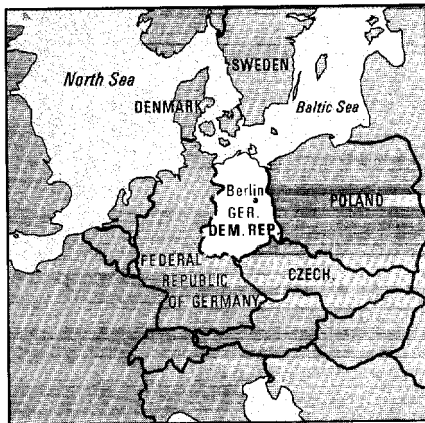 North Sea
SWEDEN
DENMARK
Baltic Sea
Berlin
GER.
DEM. REP.
POLAND
FEDERAL
REPUBLIC
OF GERMANY
CZECH.